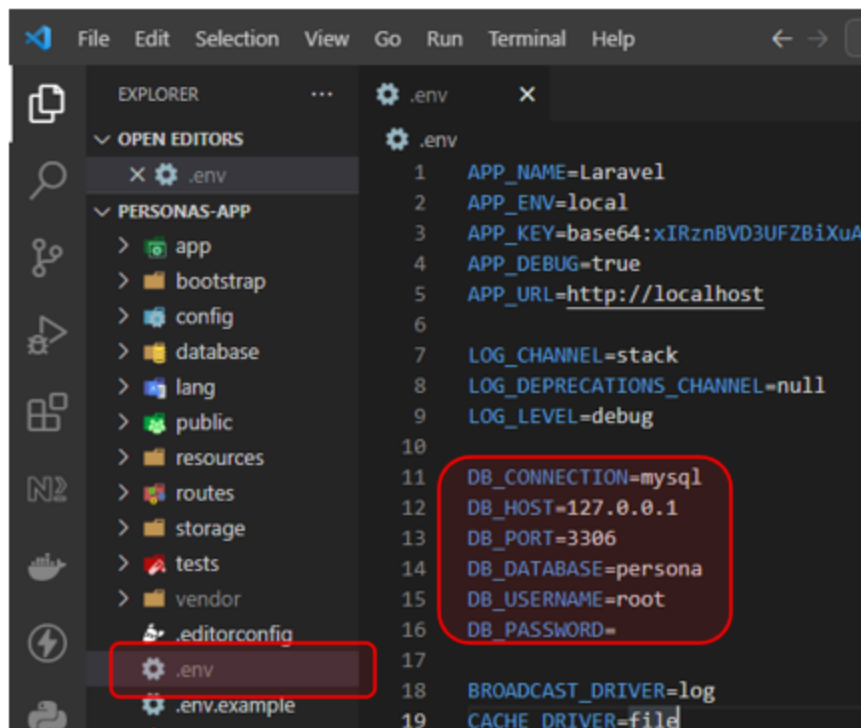 File Edit Selection View Go Run Terminal Help
EXPLORER
OPEN EDITORS
.env
PERSONAS-APP
app
bootstrap
config
database
lang
public
resources
routes
storage
tests
vendor
.editorconfig
.env
.env.example
.env
.env
1 APP_NAME=Laravel
2 APP_ENV=local
3 APP_KEY=base64:xIRznBVD3UFZBiXuA
4 APP_DEBUG=true
5 APP_URL=http://localhost
6
7 LOG_CHANNEL=stack
8 LOG_DEPRECATIONS_CHANNEL=null
9 LOG_LEVEL=debug
10
11 DB_CONNECTION=mysql
12 DB_HOST=127.0.0.1
13 DB_PORT=3306
14 DB_DATABASE=persona
15 DB_USERNAME=root
16 DB_PASSWORD=
17
18 BROADCAST_DRIVER=log
19 CACHE_DRIVER=file